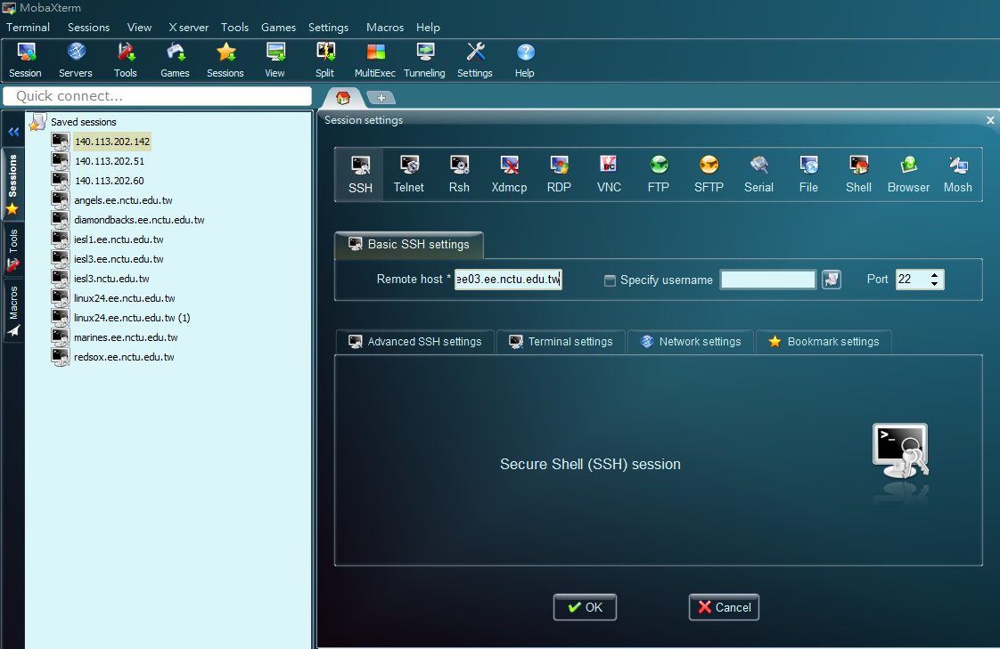 MobaXterm
Terminal Sessions View X server Tools Games Settings Macros Help
Session Servers Tools Games Sessions View Split MultiExec Tunneling Settings Help
Quick connect...
Session settings
Saved sessions
140.113.202.142
140.113.202.51
140.113.202.60
angels.ee.nctu.edu.tw
diamondbacks.ee.nctu.edu.tw
iesl1.ee.nctu.edu.tw
iesl3.ee.nctu.edu.tw
iesl3.nctu.edu.tw
linux24.ee.nctu.edu.tw
linux24.ee.nctu.edu.tw (1)
marines.ee.nctu.edu.tw
redsox.ee.nctu.edu.tw
Sessions
Tools
Macros
SSH Telnet Rsh Xdmcp RDP VNC FTP SFTP Serial File Shell Browser Mosh
Basic SSH settings
Remote host * ee03.ee.nctu.edu.tw Specify username Port 22
Advanced SSH settings Terminal settings Network settings Bookmark settings
Secure Shell (SSH) session
OK Cancel